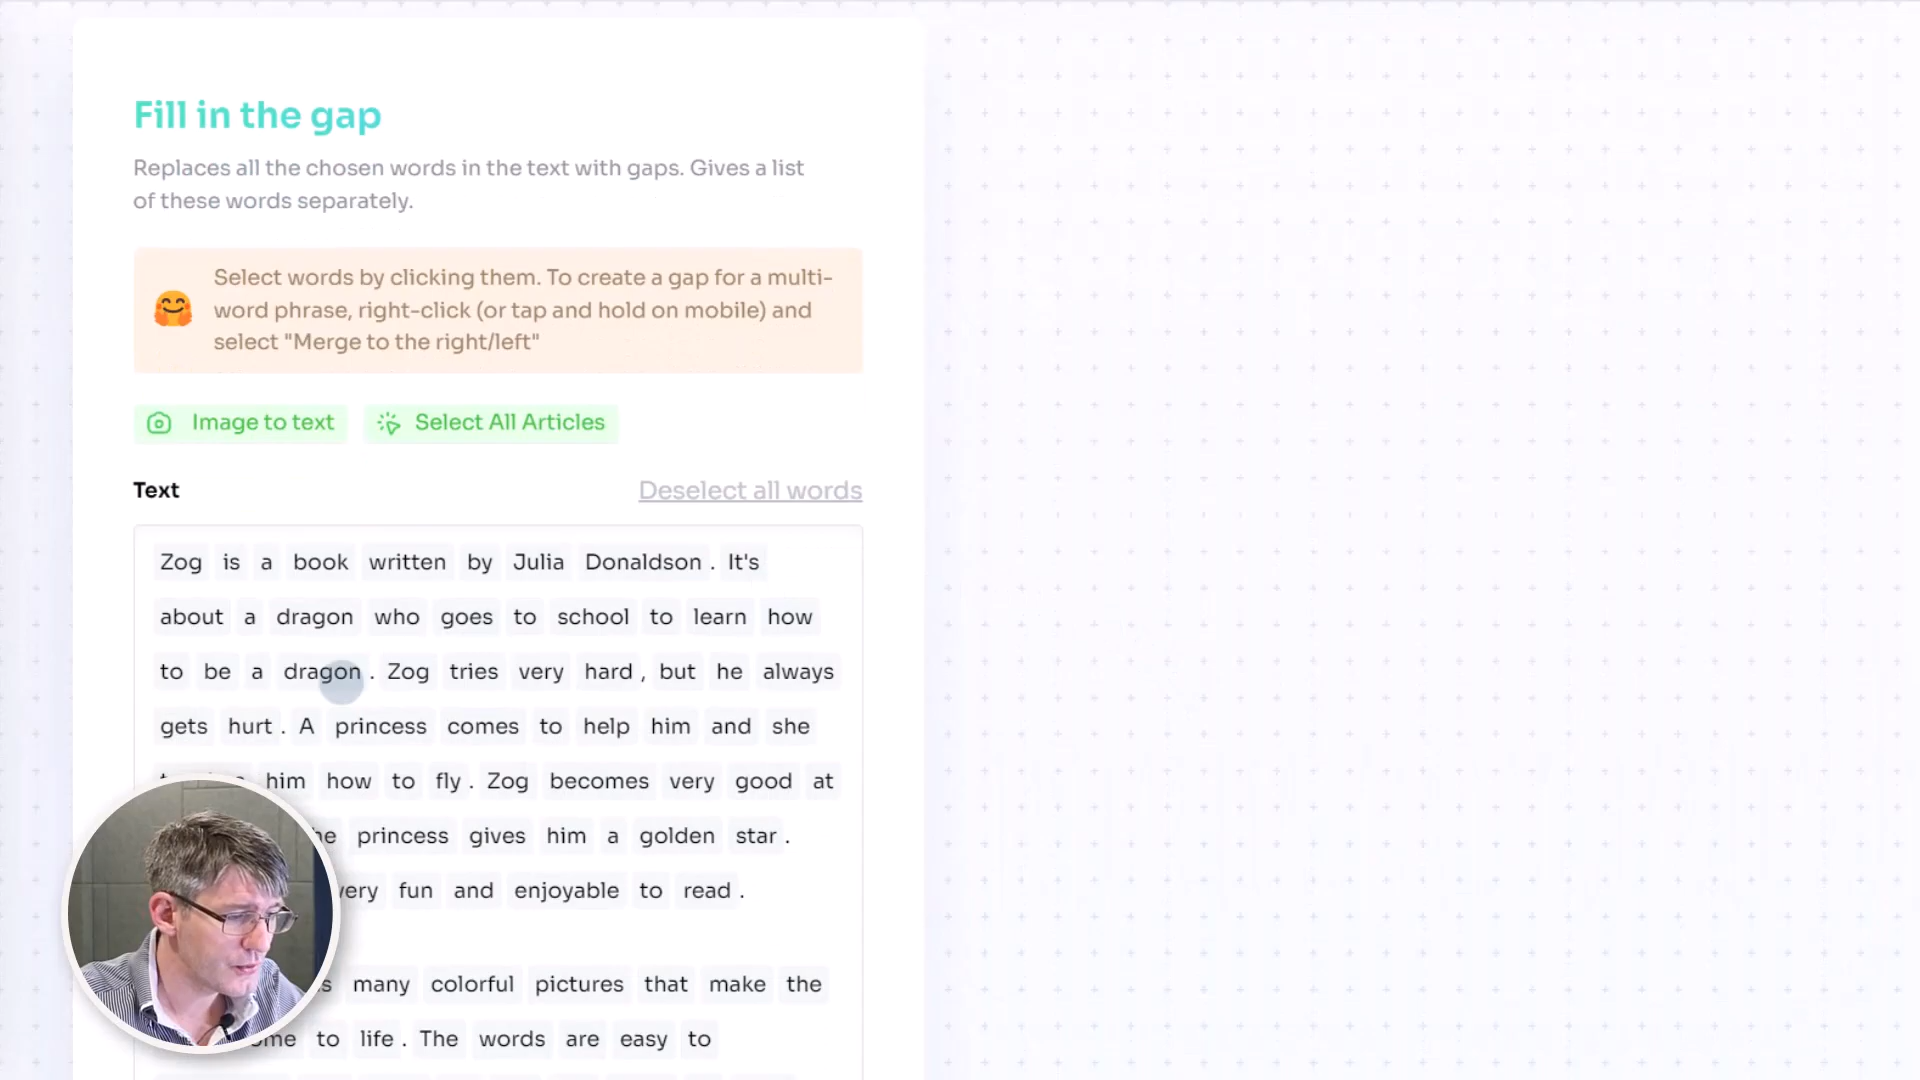 Fill in the gap
Replaces all the chosen words in the text with gaps. Gives a list
of these words separately.
Select words by clicking them. To create a gap for a multi-
word phrase, right-click (or tap and hold on mobile) and
select "Merge to the right/left"
Image to text
Select All Articles
Text
Deselect all words
Zog is a book written by Julia Donaldson . It's
about a dragon who goes to school to learn how
to be a dragon . Zog tries very hard , but he always
gets hurt . A princess comes to help him and she
him how to fly . Zog becomes very good at
princess gives him a golden star .
very fun and enjoyable to read .
many colorful pictures that make the
to life . The words are easy to